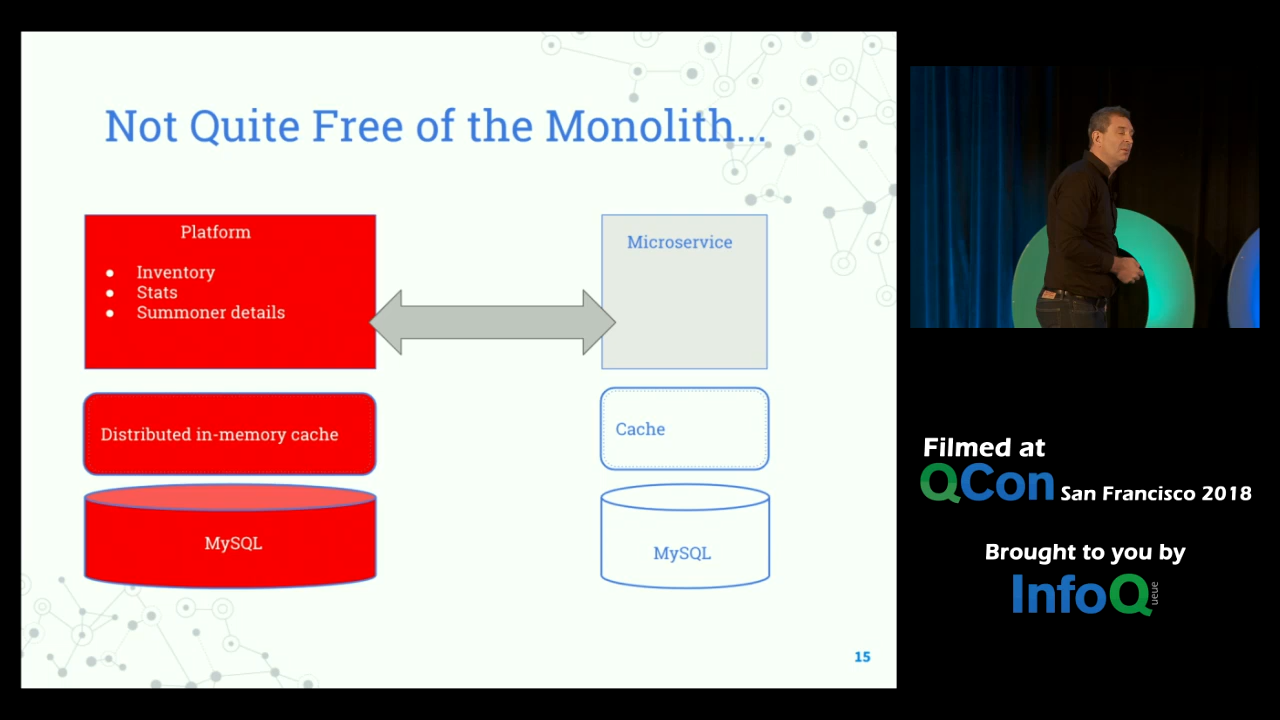 Not Quite Free of the Monolith...
Platform
● Inventory
● Stats
● Summoner details
Microservice
Distributed in-memory cache
Cache
MySQL
MySQL
15
Filmed at
QCon San Francisco 2018
Brought to you by
InfoQ
ueue